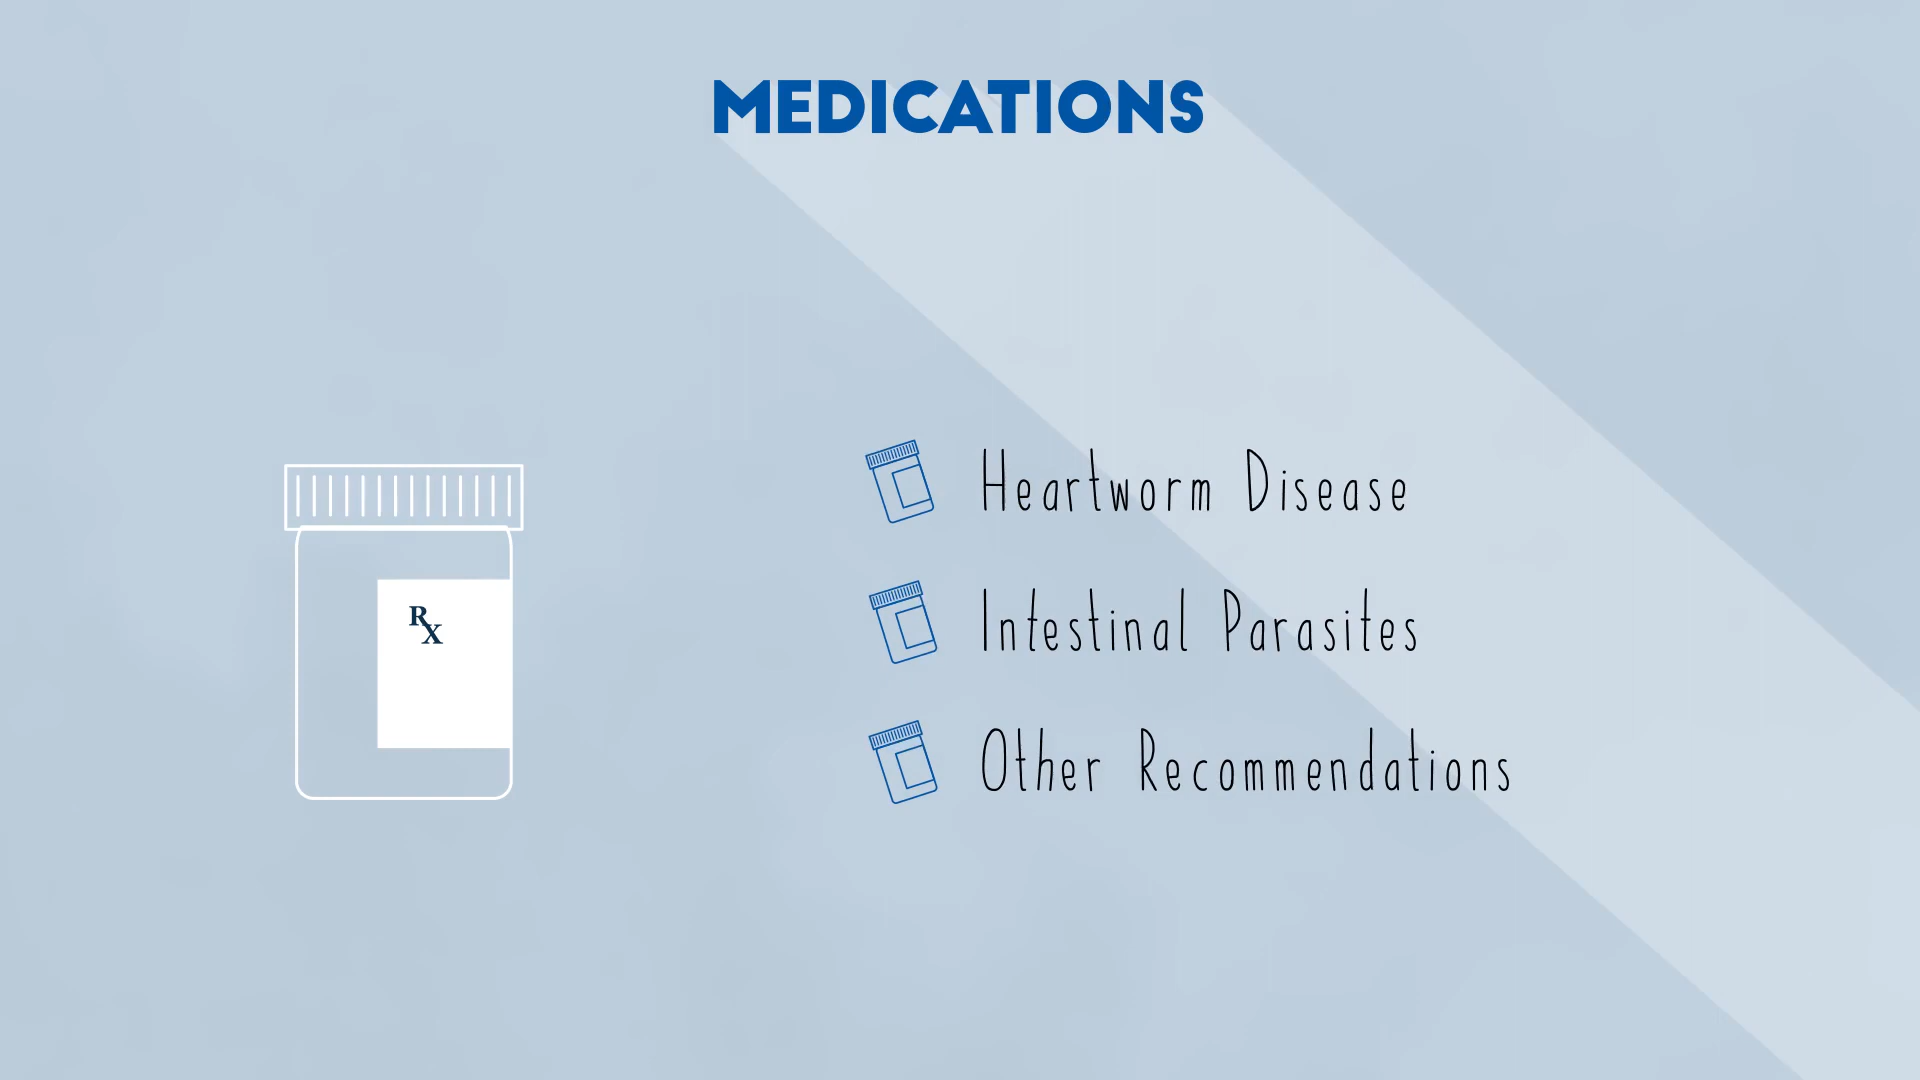 MEDICATIONS
Rx
Heartworm Disease
Intestinal Parasites
Other Recommendations